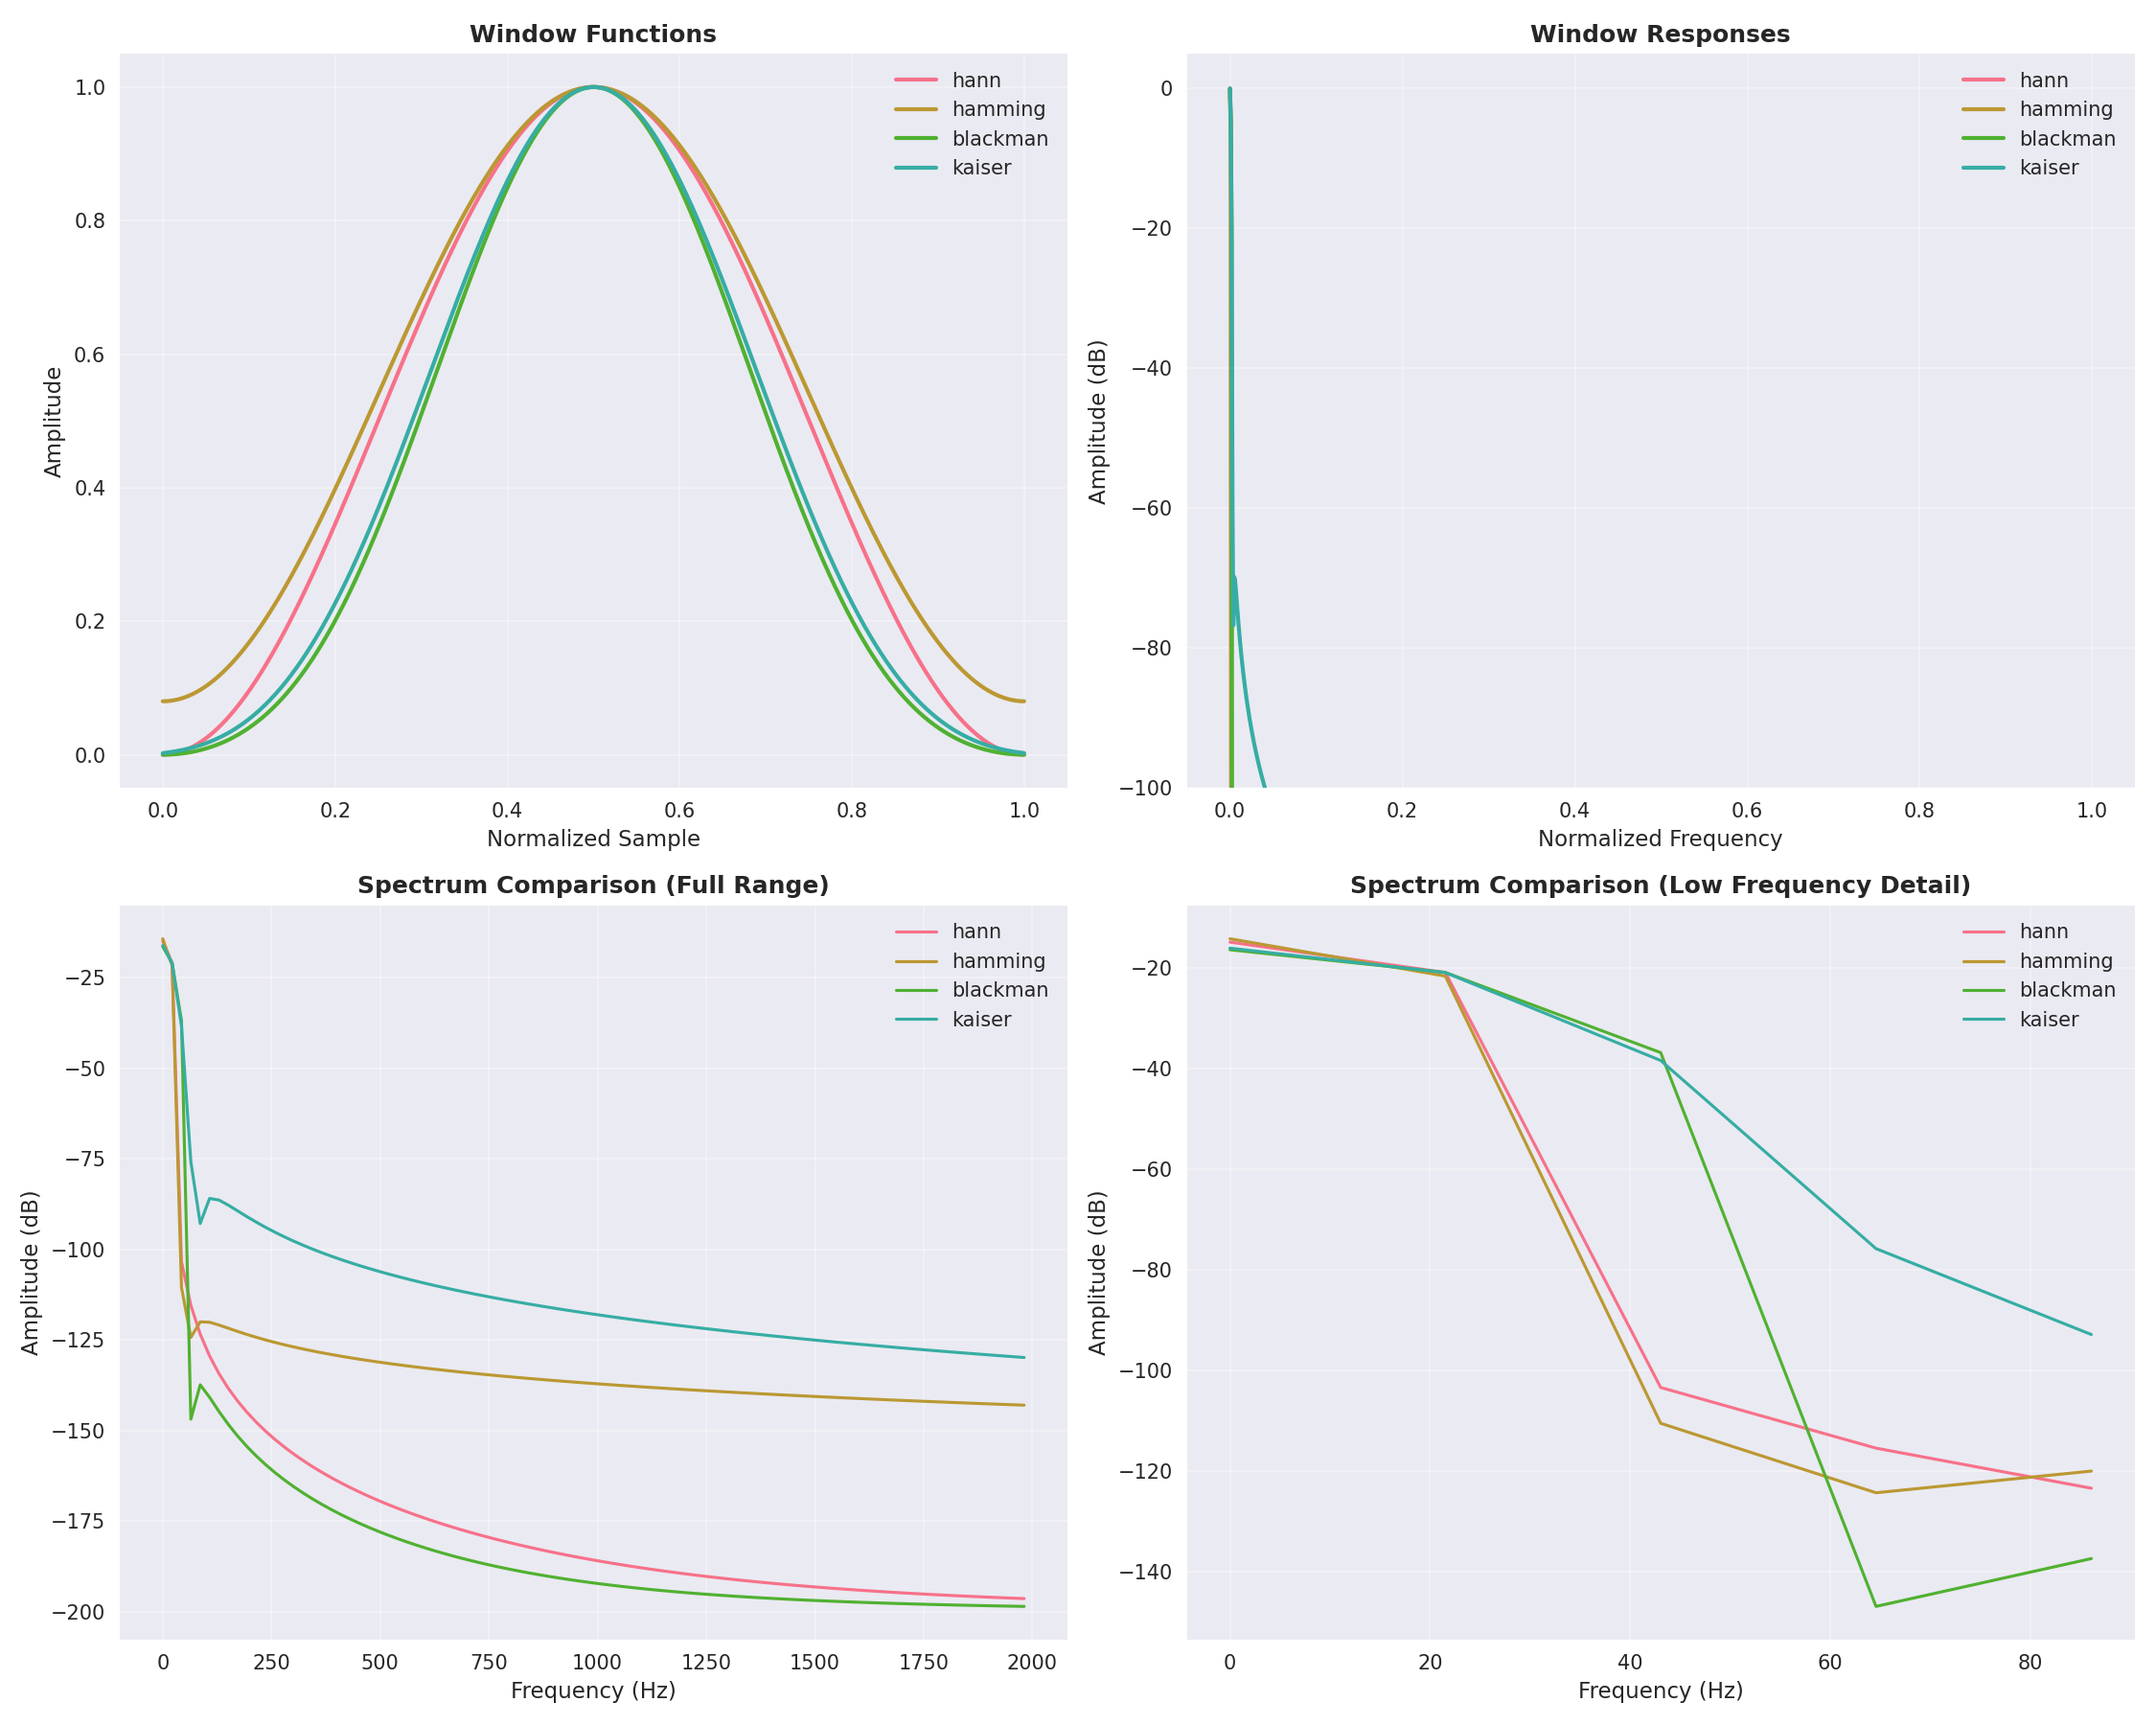 Window Functions
hann
hamming
blackman
kaiser
1.0
0.8
0.6
0.4
0.2
0.0
Amplitude
0.0 0.2 0.4 0.6 0.8 1.0
Normalized Sample
Window Responses
hann
hamming
blackman
kaiser
0
−20
−40
−60
−80
−100
Amplitude (dB)
0.0 0.2 0.4 0.6 0.8 1.0
Normalized Frequency
Spectrum Comparison (Full Range)
hann
hamming
blackman
kaiser
−25
−50
−75
−100
−125
−150
−175
−200
Amplitude (dB)
0 250 500 750 1000 1250 1500 1750 2000
Frequency (Hz)
Spectrum Comparison (Low Frequency Detail)
hann
hamming
blackman
kaiser
−20
−40
−60
−80
−100
−120
−140
Amplitude (dB)
0 20 40 60 80
Frequency (Hz)